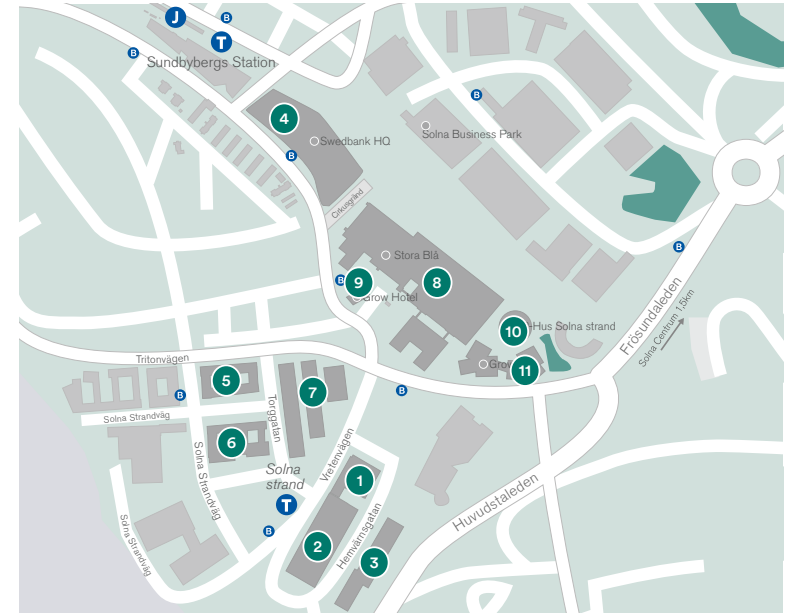 J
B
T
B
Sundbybergs Station
B
4
Solna Business Park
Swedbank HQ
B
Cirkusgränd
B
Stora Blå
B
9
8
Grow Hotel
Frösundaleden
Solna Centrum 1,5km
10
Hus Solna strand
Tritonvägen
Grow
11
5
7
B
B
Solna Strandväg
Torggatan
6
Solna Strandväg
Vretenvägen
Solna
strand
1
T
Huvudstaleden
Solna Strandväg
B
2
Hemvärnsgatan
3